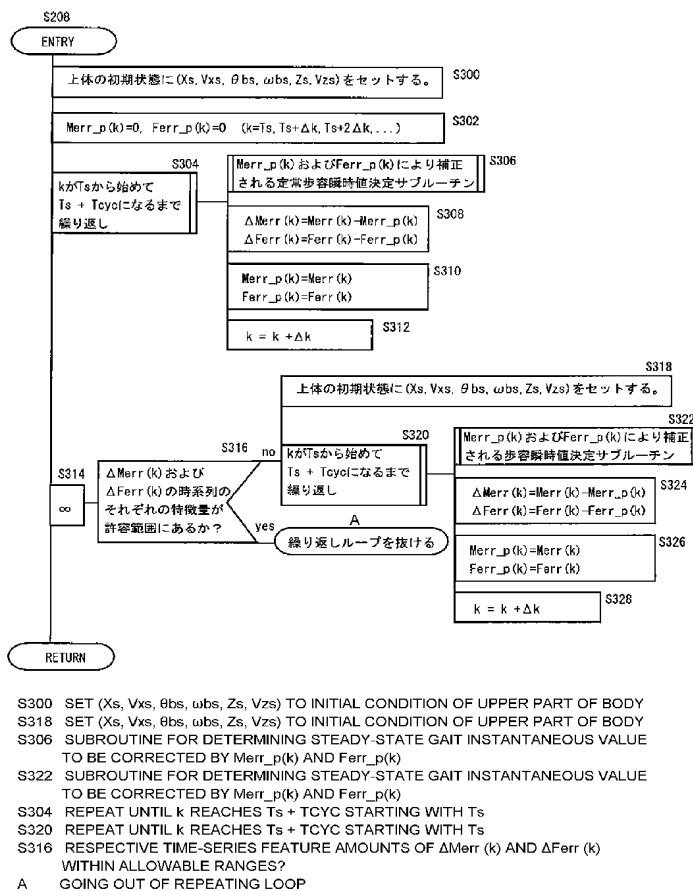 S208
ENTRY
上体の初期状態に(Xs, Vxs, θbs, ωbs, Zs, Vzs)をセットする。
S300
Merr_p(k)=0, Ferr_p(k)=0 (k=Ts, Ts+Δk, Ts+2Δk,...)
S302
S304
kがTsから始めて
Ts + Tcycになるまで
繰り返し
Merr_p(k)およびFerr_p(k)により補正
される定常歩容瞬時値決定サブルーチン
S306
ΔMerr(k)=Merr(k)-Merr_p(k)
ΔFerr(k)=Ferr(k)-Ferr_p(k)
S308
Merr_p(k)=Merr(k)
Ferr_p(k)=Ferr(k)
S310
k = k +Δk
S312
S318
上体の初期状態に(Xs, Vxs, θbs, ωbs, Zs, Vzs)をセットする。
S314
∞
S316
ΔMerr(k)および
ΔFerr(k)の時系列の
それぞれの特徴量が
許容範囲にあるか？
no
yes
S320
kがTsから始めて
Ts + Tcycになるまで
繰り返し
A
繰り返しループを抜ける
S322
Merr_p(k)およびFerr_p(k)により補正
される歩容瞬時値決定サブルーチン
S324
ΔMerr(k)=Merr(k)-Merr_p(k)
ΔFerr(k)=Ferr(k)-Ferr_p(k)
S326
Merr_p(k)=Merr(k)
Ferr_p(k)=Ferr(k)
S328
k = k +Δk
RETURN
S300 SET (Xs, Vxs, θbs, ωbs, Zs, Vzs) TO INITIAL CONDITION OF UPPER PART OF BODY
S318 SET (Xs, Vxs, θbs, ωbs, Zs, Vzs) TO INITIAL CONDITION OF UPPER PART OF BODY
S306 SUBROUTINE FOR DETERMINING STEADY-STATE GAIT INSTANTANEOUS VALUE
TO BE CORRECTED BY Merr_p(k) AND Ferr_p(k)
S322 SUBROUTINE FOR DETERMINING STEADY-STATE GAIT INSTANTANEOUS VALUE
TO BE CORRECTED BY Merr_p(k) AND Ferr_p(k)
S304 REPEAT UNTIL k REACHES Ts + TCYC STARTING WITH Ts
S320 REPEAT UNTIL k REACHES Ts + TCYC STARTING WITH Ts
S316 RESPECTIVE TIME-SERIES FEATURE AMOUNTS OF ΔMerr (k) AND ΔFerr (k)
WITHIN ALLOWABLE RANGES?
A GOING OUT OF REPEATING LOOP